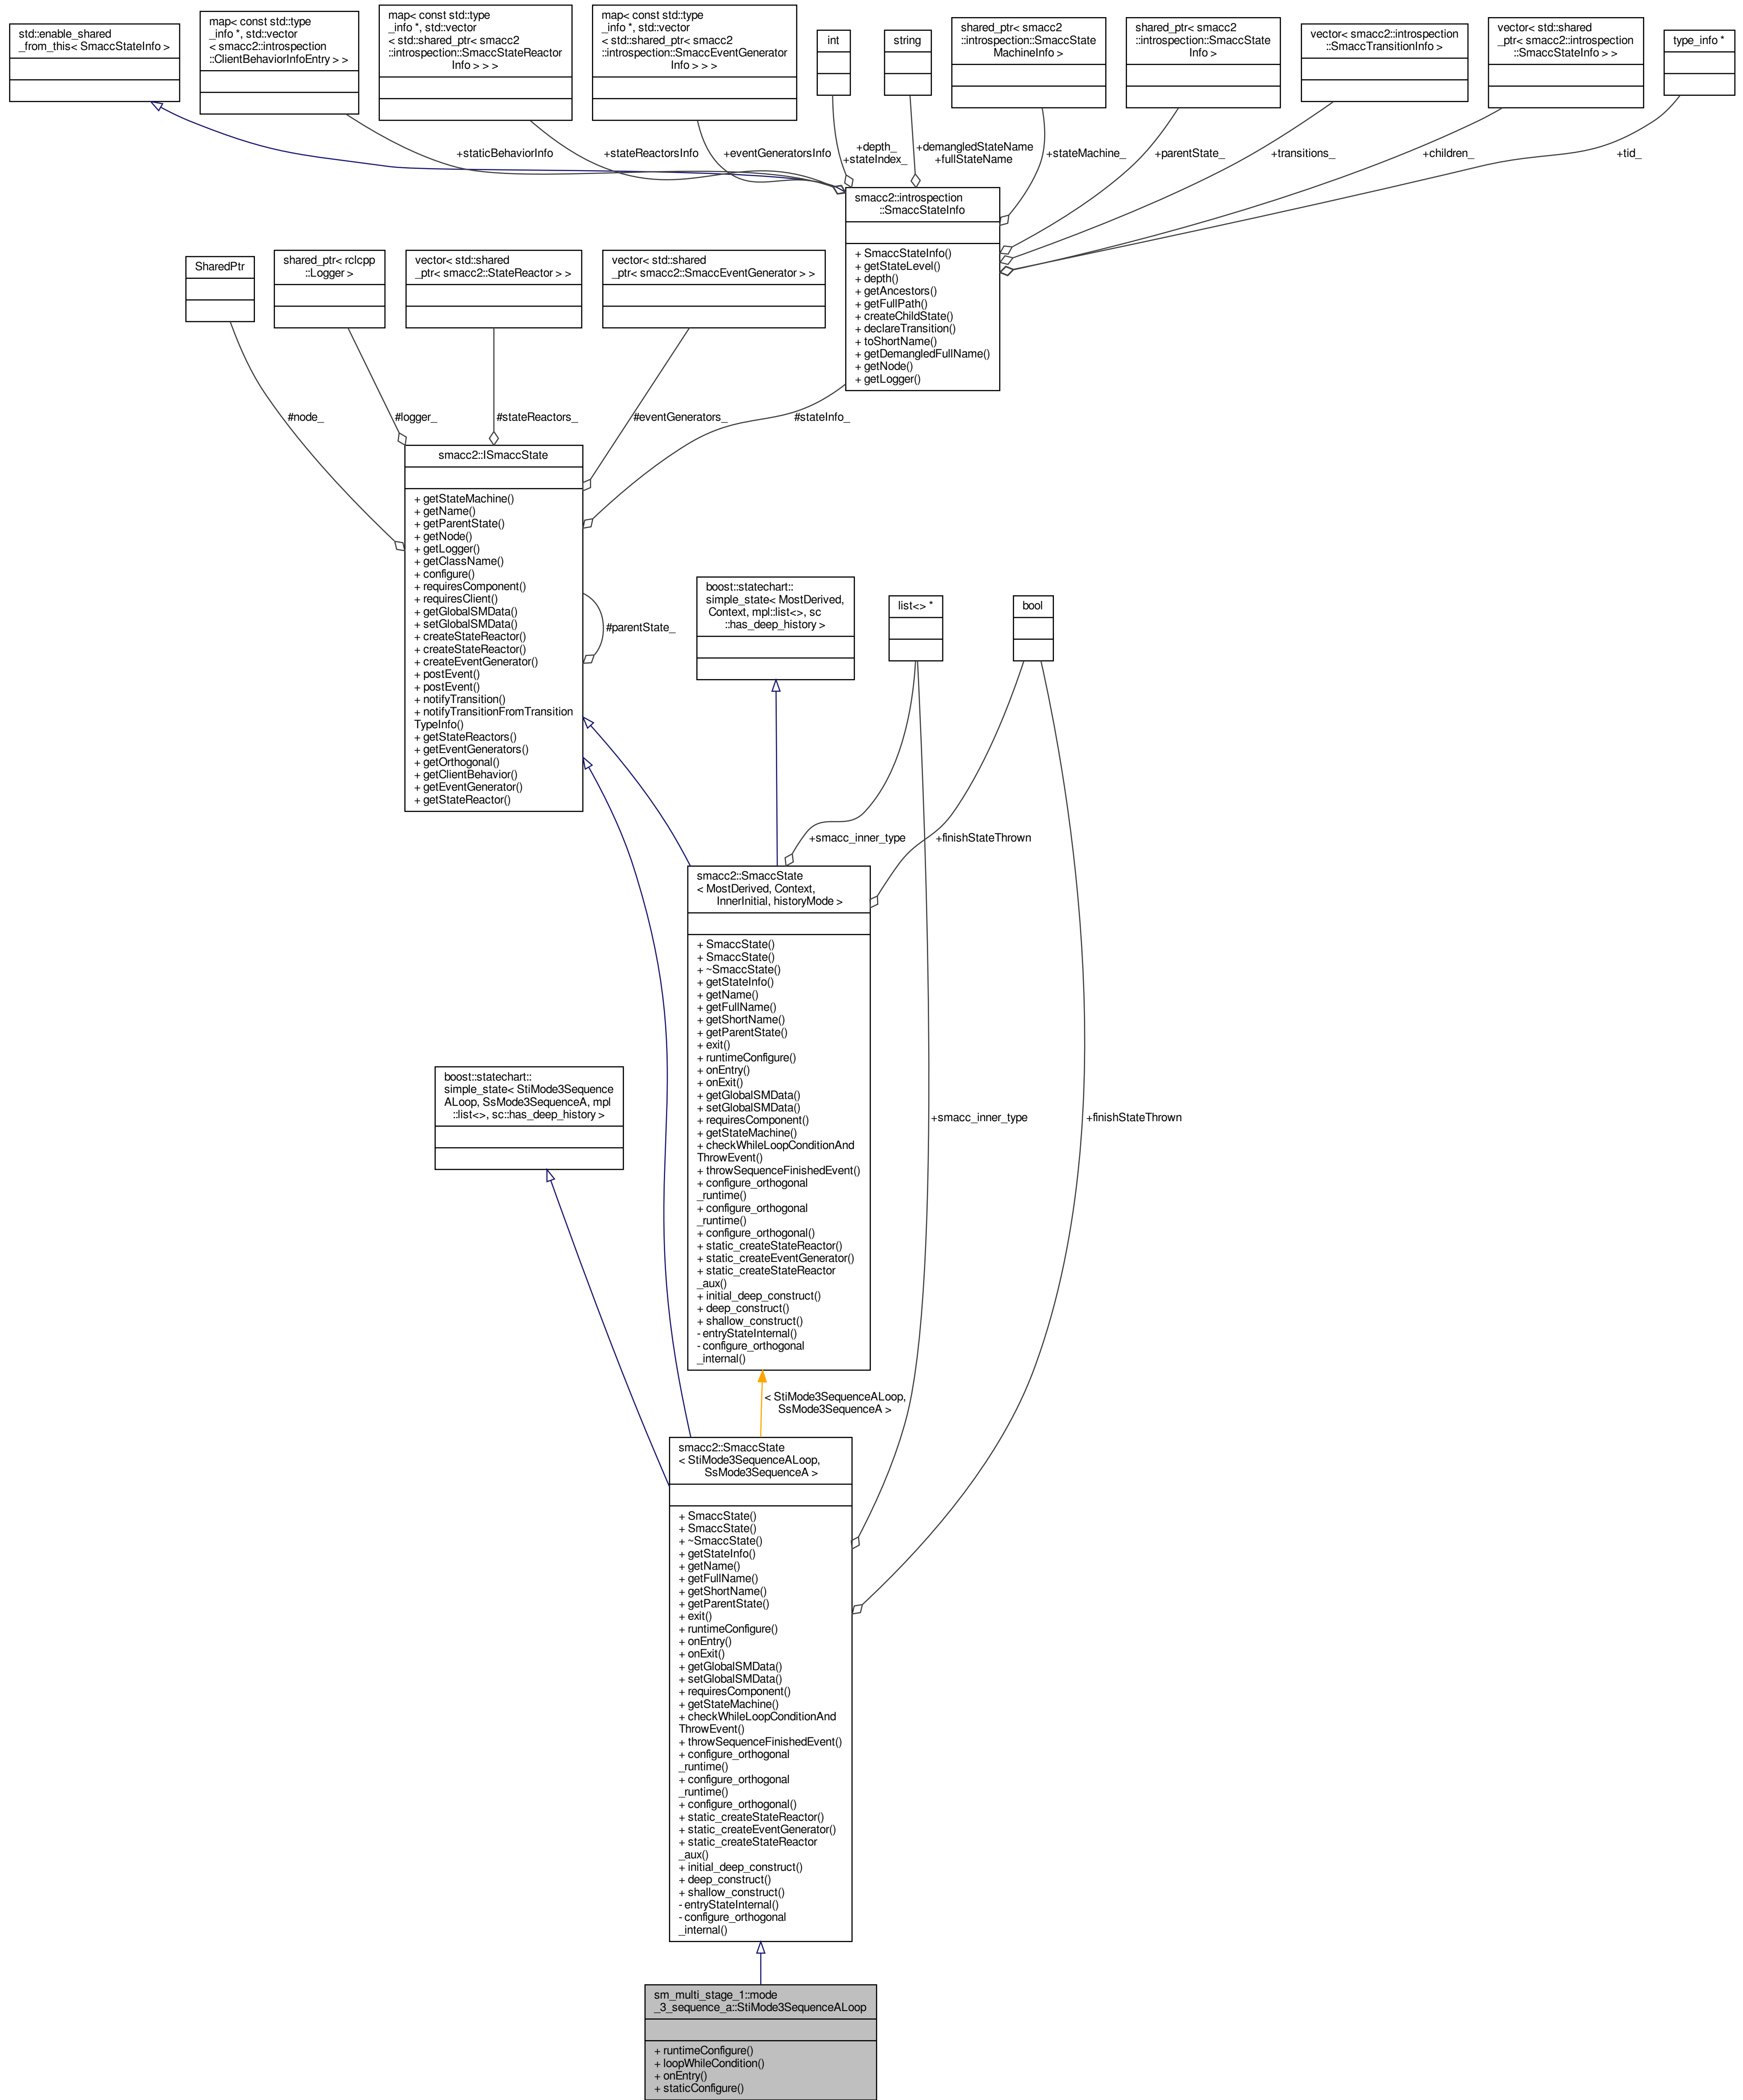 std::enable_shared
_from_this< SmaccStateInfo >
map< const std::type
_info *, std::vector
< smacc2::introspection
::ClientBehaviorInfoEntry > >
map< const std::type
_info *, std::vector
< std::shared_ptr< smacc2
::introspection::SmaccStateReactor
Info > > >
map< const std::type
_info *, std::vector
< std::shared_ptr< smacc2
::introspection::SmaccEventGenerator
Info > > >
int
string
shared_ptr< smacc2
::introspection::SmaccState
MachineInfo >
shared_ptr< smacc2
::introspection::SmaccState
Info >
vector< smacc2::introspection
::SmaccTransitionInfo >
vector< std::shared
_ptr< smacc2::introspection
::SmaccStateInfo > >
type_info *
+staticBehaviorInfo
+stateReactorsInfo
+eventGeneratorsInfo
+depth_
+stateIndex_
+demangledStateName
+fullStateName
+stateMachine_
+parentState_
+transitions_
+children_
+tid_
smacc2::introspection
::SmaccStateInfo
+ SmaccStateInfo()
+ getStateLevel()
+ depth()
+ getAncestors()
+ getFullPath()
+ createChildState()
+ declareTransition()
+ toShortName()
+ getDemangledFullName()
+ getNode()
+ getLogger()
SharedPtr
shared_ptr< rclcpp
::Logger >
vector< std::shared
_ptr< smacc2::StateReactor > >
vector< std::shared
_ptr< smacc2::SmaccEventGenerator > >
#node_
#logger_
#stateReactors_
#eventGenerators_
#stateInfo_
smacc2::ISmaccState
+ getStateMachine()
+ getName()
+ getParentState()
+ getNode()
+ getLogger()
+ getClassName()
+ configure()
+ requiresComponent()
+ requiresClient()
+ getGlobalSMData()
+ setGlobalSMData()
+ createStateReactor()
+ createStateReactor()
+ createEventGenerator()
+ postEvent()
+ postEvent()
+ notifyTransition()
+ notifyTransitionFromTransition
TypeInfo()
+ getStateReactors()
+ getEventGenerators()
+ getOrthogonal()
+ getClientBehavior()
+ getEventGenerator()
+ getStateReactor()
#parentState_
boost::statechart::
simple_state< MostDerived,
Context, mpl::list<>, sc
::has_deep_history >
list<> *
bool
+smacc_inner_type
+finishStateThrown
smacc2::SmaccState
< MostDerived, Context,
InnerInitial, historyMode >
+ SmaccState()
+ SmaccState()
+ ~SmaccState()
+ getStateInfo()
+ getName()
+ getFullName()
+ getShortName()
+ getParentState()
+ exit()
+ runtimeConfigure()
+ onEntry()
+ onExit()
+ getGlobalSMData()
+ setGlobalSMData()
+ requiresComponent()
+ getStateMachine()
+ checkWhileLoopConditionAnd
ThrowEvent()
+ throwSequenceFinishedEvent()
+ configure_orthogonal
_runtime()
+ configure_orthogonal
_runtime()
+ configure_orthogonal()
+ static_createStateReactor()
+ static_createEventGenerator()
+ static_createStateReactor
_aux()
+ initial_deep_construct()
+ deep_construct()
+ shallow_construct()
- entryStateInternal()
- configure_orthogonal
_internal()
boost::statechart::
simple_state< StiMode3Sequence
ALoop, SsMode3SequenceA, mpl
::list<>, sc::has_deep_history >
+smacc_inner_type
+finishStateThrown
< StiMode3SequenceALoop,
SsMode3SequenceA >
smacc2::SmaccState
< StiMode3SequenceALoop,
SsMode3SequenceA >
+ SmaccState()
+ SmaccState()
+ ~SmaccState()
+ getStateInfo()
+ getName()
+ getFullName()
+ getShortName()
+ getParentState()
+ exit()
+ runtimeConfigure()
+ onEntry()
+ onExit()
+ getGlobalSMData()
+ setGlobalSMData()
+ requiresComponent()
+ getStateMachine()
+ checkWhileLoopConditionAnd
ThrowEvent()
+ throwSequenceFinishedEvent()
+ configure_orthogonal
_runtime()
+ configure_orthogonal
_runtime()
+ configure_orthogonal()
+ static_createStateReactor()
+ static_createEventGenerator()
+ static_createStateReactor
_aux()
+ initial_deep_construct()
+ deep_construct()
+ shallow_construct()
- entryStateInternal()
- configure_orthogonal
_internal()
sm_multi_stage_1::mode
_3_sequence_a::StiMode3SequenceALoop
+ runtimeConfigure()
+ loopWhileCondition()
+ onEntry()
+ staticConfigure()